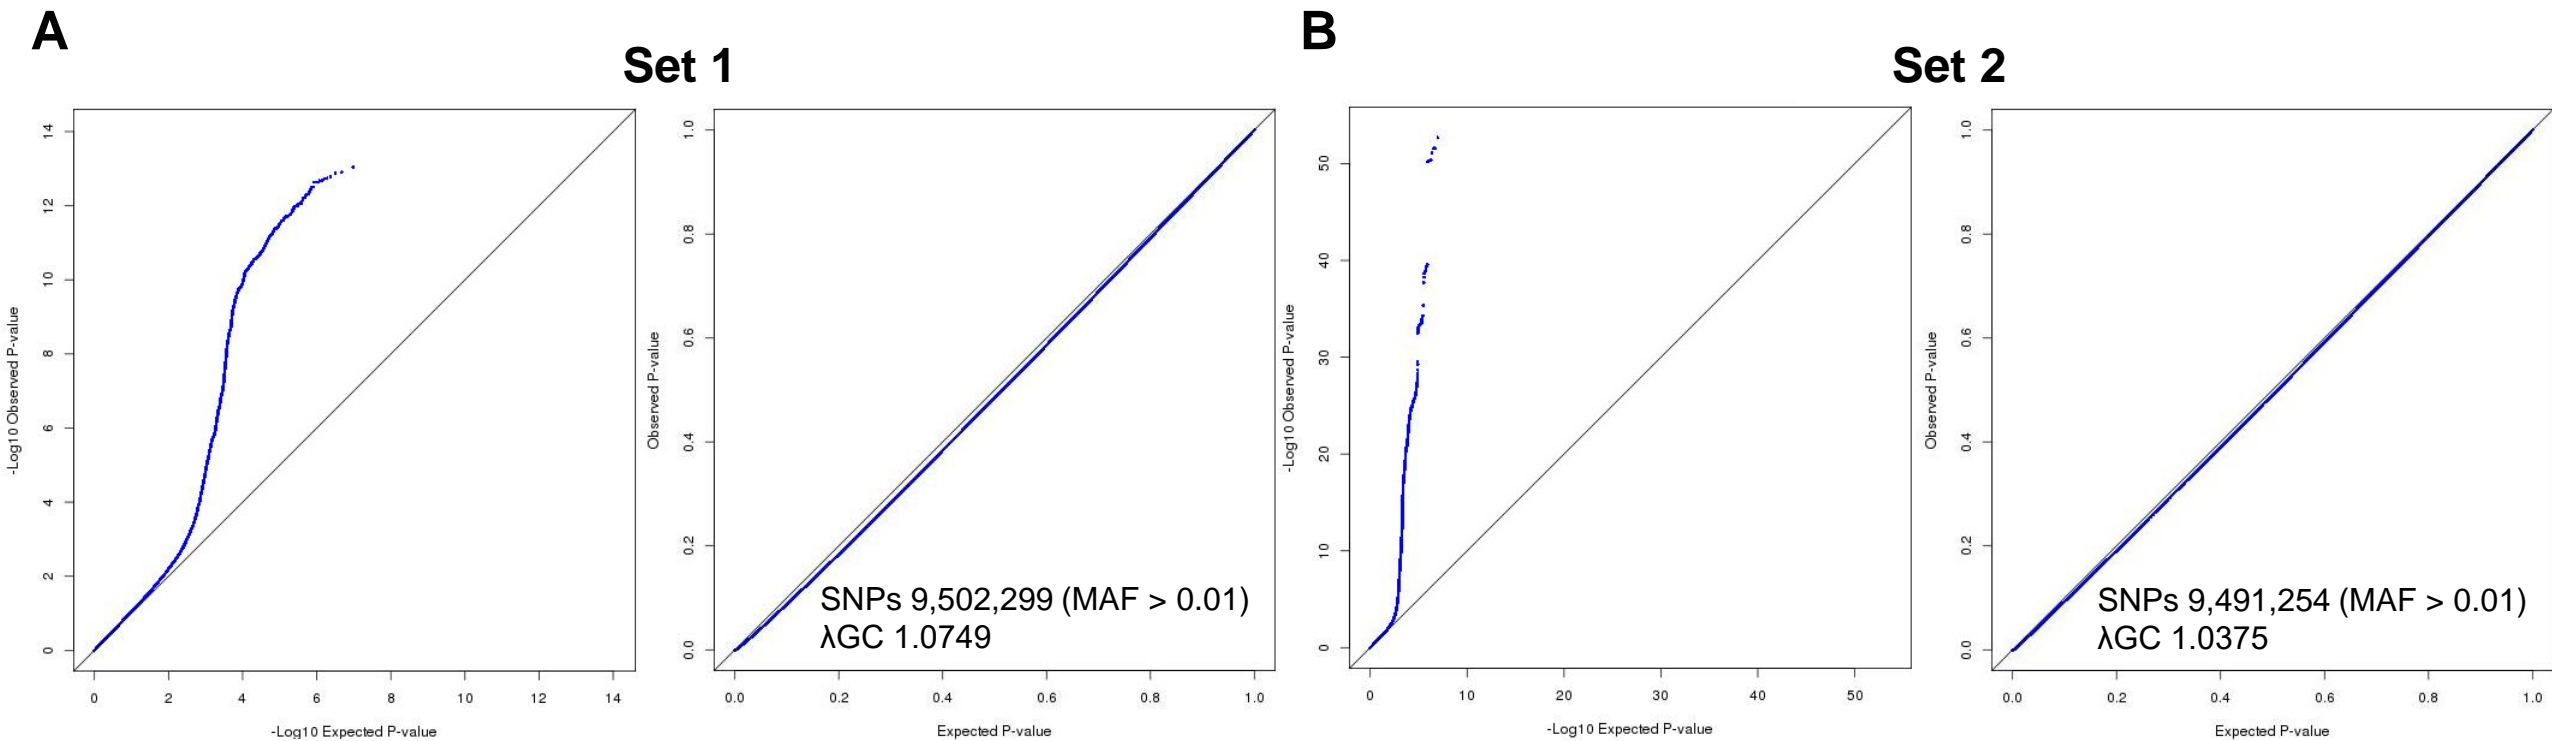 A
Set 1
-Log10 Observed P-value
14
12
10
8
6
4
2
0
0 2 4 6 8 10 12 14
-Log10 Expected P-value
Observed P-value
1.0
0.8
0.6
0.4
0.2
0.0
SNPs 9,502,299 (MAF > 0.01)
λGC 1.0749
0.0 0.2 0.4 0.6 0.8 1.0
Expected P-value
B
Set 2
-Log10 Observed P-value
50
40
30
20
10
0
0 10 20 30 40 50
-Log10 Expected P-value
Observed P-value
1.0
0.8
0.6
0.4
0.2
0.0
SNPs 9,491,254 (MAF > 0.01)
λGC 1.0375
0.0 0.2 0.4 0.6 0.8 1.0
Expected P-value